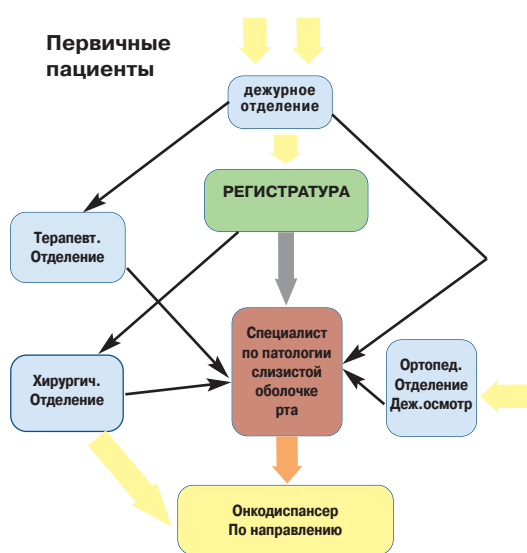 Первичные
пациенты
дежурное
отделение
РЕГИСТРАТУРА
Терапевт.
Отделение
Специалист
по патологии
слизистой
оболочке
рта
Хирургич.
Отделение
Ортопед.
Отделение
Деж.осмотр
Онкодиспансер
По направлению